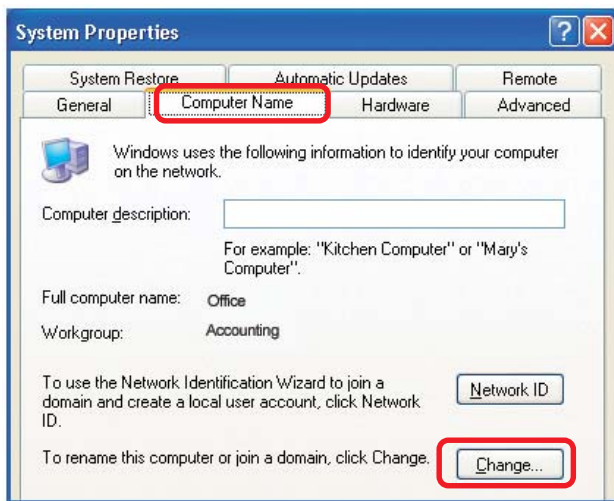 System Properties
?
X
System Restore
Automatic Updates
Remote
General
Computer Name
Hardware
Advanced
Windows uses the following information to identify your computer
on the network.
Computer description:
For example: "Kitchen Computer" or "Mary's
Computer".
Full computer name: Office
Workgroup: Accounting
To use the Network Identification Wizard to join a
domain and create a local user account, click Network
ID.
Network ID
To rename this computer or join a domain, click Change.
Change...